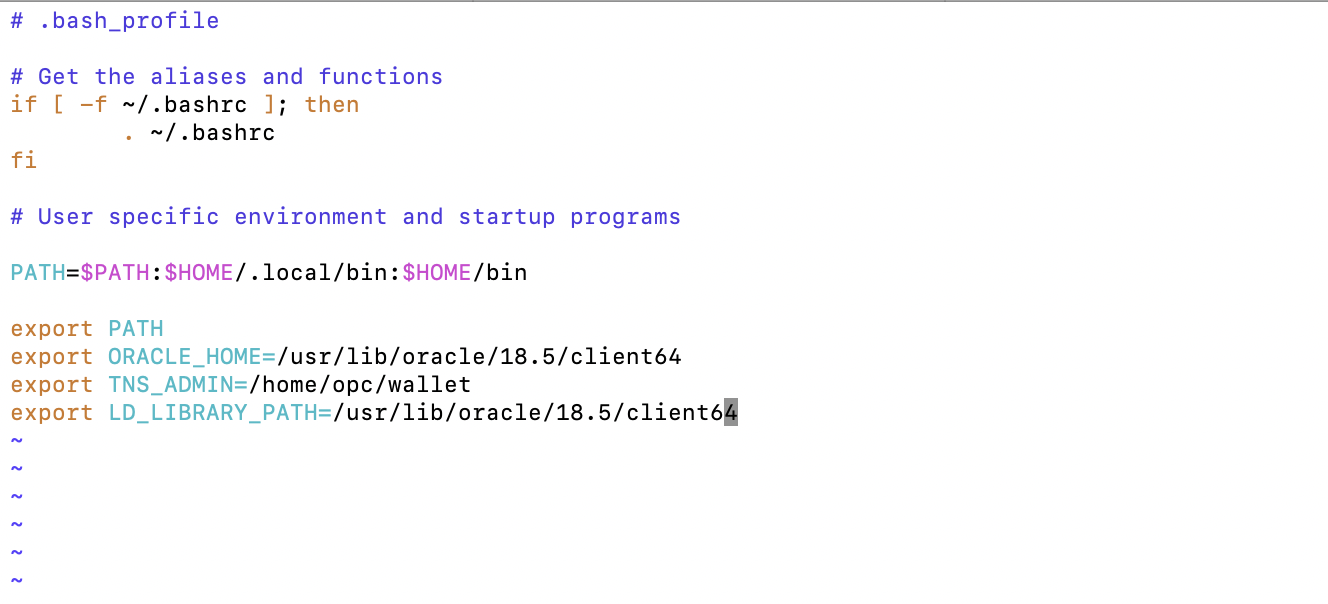 # .bash_profile
# Get the aliases and functions
if [ -f ~/.bashrc ]; then
        . ~/.bashrc
fi
# User specific environment and startup programs
PATH=$PATH:$HOME/.local/bin:$HOME/bin
export PATH
export ORACLE_HOME=/usr/lib/oracle/18.5/client64
export TNS_ADMIN=/home/opc/wallet
export LD_LIBRARY_PATH=/usr/lib/oracle/18.5/client64
~
~
~
~
~
~